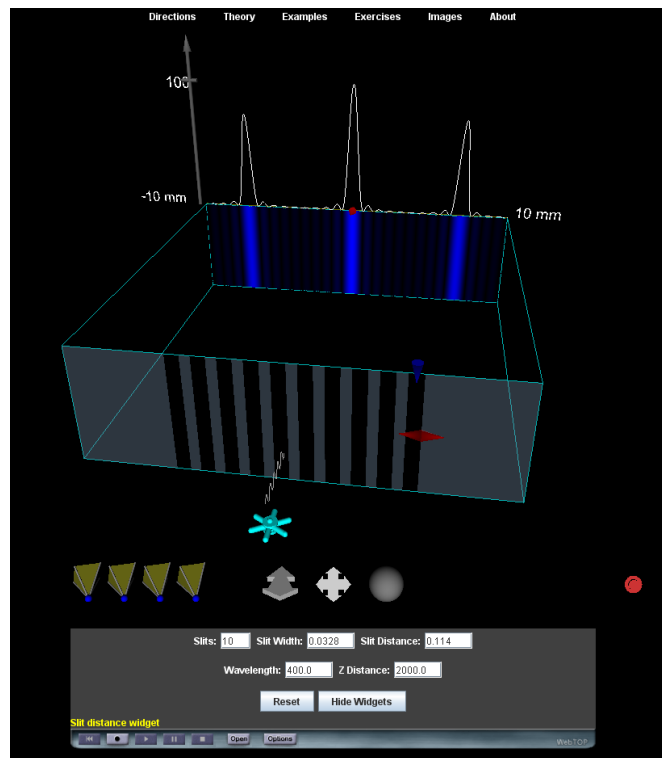 Directions Theory Examples Exercises Images About
100
-10 mm
10 mm
Slits: 10 Slit Width: 0.0328 Slit Distance: 0.114
Wavelength: 400.0 Z Distance: 2000.0
Reset Hide Widgets
Slit distance widget
Open Options WebTOP